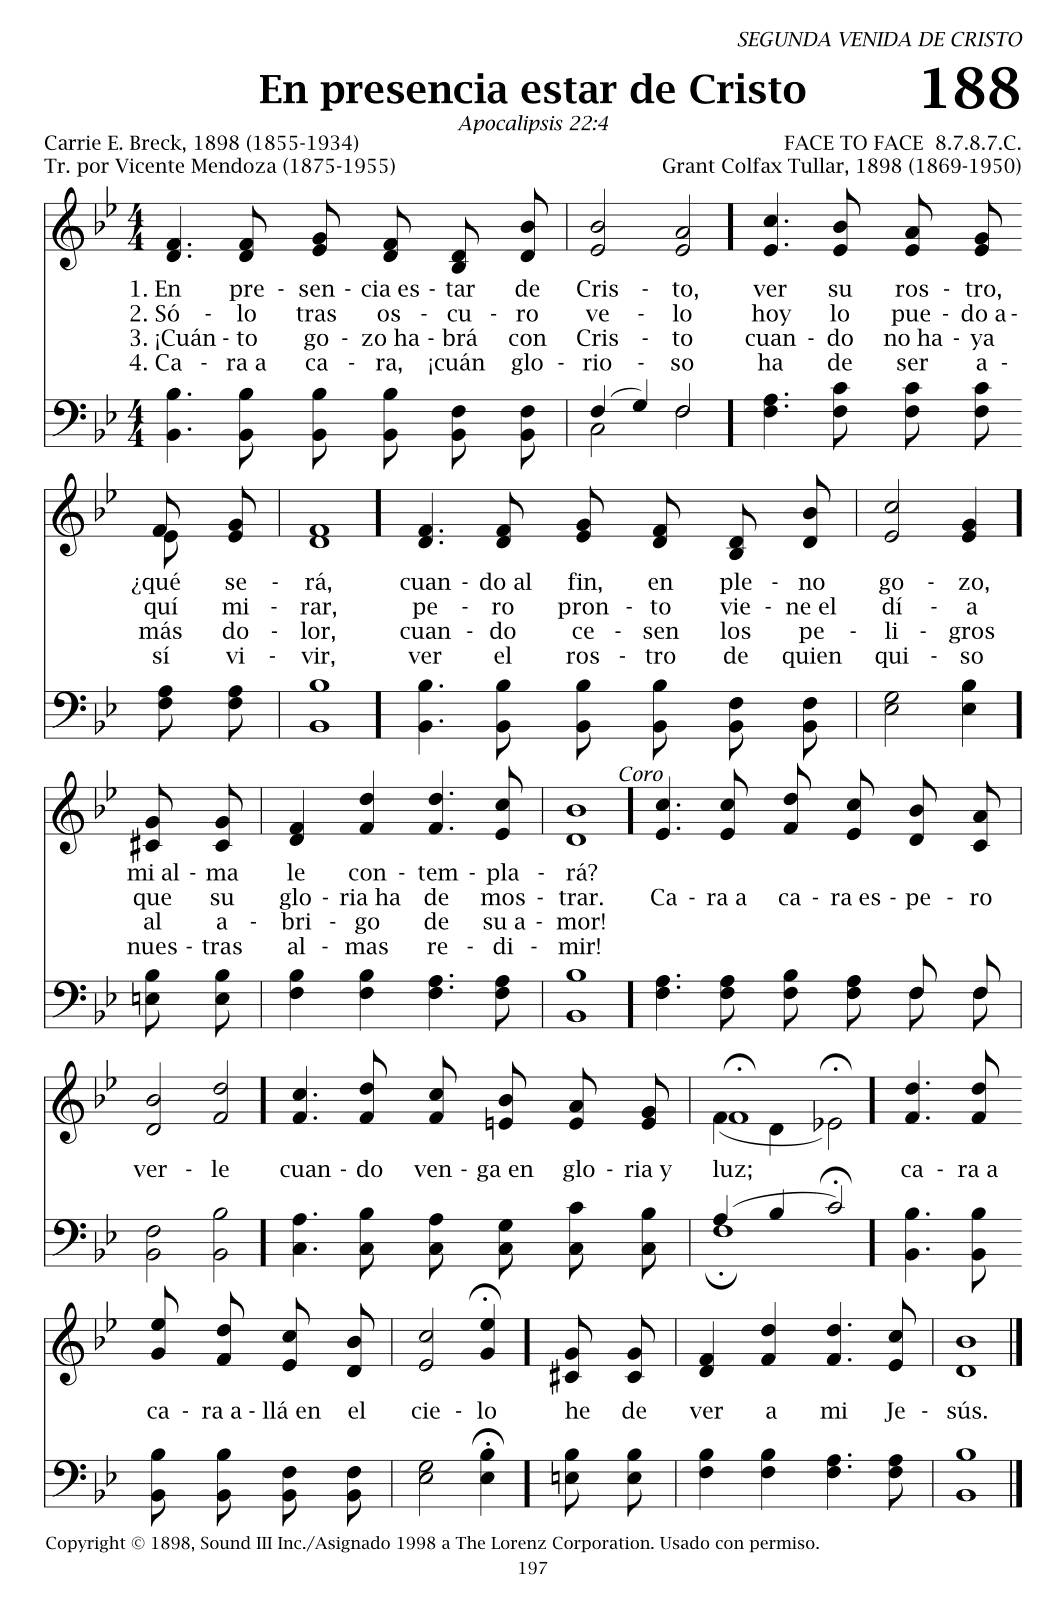 SEGUNDA VENIDA DE CRISTO
En presencia estar de Cristo 188
Apocalipsis 22:4
Carrie E. Breck, 1898 (1855-1934) FACE TO FACE 8.7.8.7.C.
Tr. por Vicente Mendoza (1875-1955) Grant Colfax Tullar, 1898 (1869-1950)
1. En pre - sen - cia es - tar de Cris - to, ver su ros - tro,
2. Só - lo tras os - cu - ro ve - lo hoy lo pue - do a -
3. ¡Cuán - to go - zo ha - brá con Cris - to cuan - do no ha - ya
4. Ca - ra a ca - ra, ¡cuán glo - rio - so ha de ser a -
¿qué se - rá, cuan - do al fin, en ple - no go - zo,
quí mi - rar, pe - ro pron - to vie - ne el dí - a
más do - lor, cuan - do ce - sen los pe - li - gros
sí vi - vir, ver el ros - tro de quien qui - so
Coro
mi al - ma le con - tem - pla - rá?
que su glo - ria ha de mos - trar. Ca - ra a ca - ra es - pe - ro
al a - bri - go de su a - mor!
nues - tras al - mas re - di - mir!
ver - le cuan - do ven - ga en glo - ria y luz; ca - ra a
ca - ra a - llá en el cie - lo he de ver a mi Je - sús.
Copyright © 1898, Sound III Inc./Asignado 1998 a The Lorenz Corporation. Usado con permiso.
197